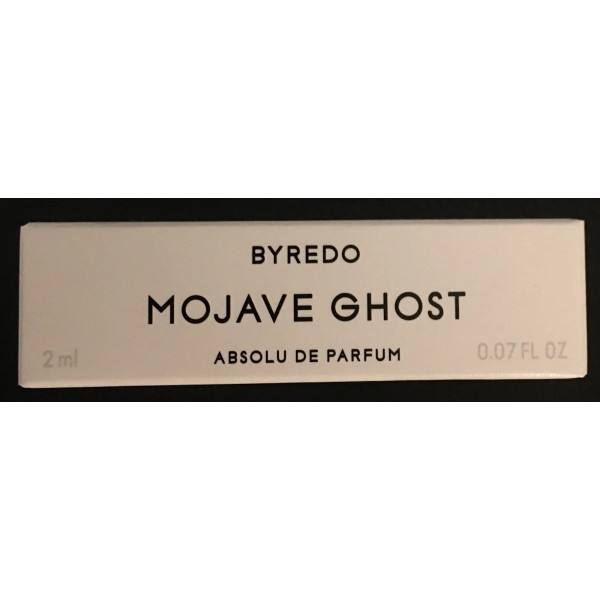 BYREDO
MOJAVE GHOST
2 ml ABSOLU DE PARFUM 0.07 FL OZ